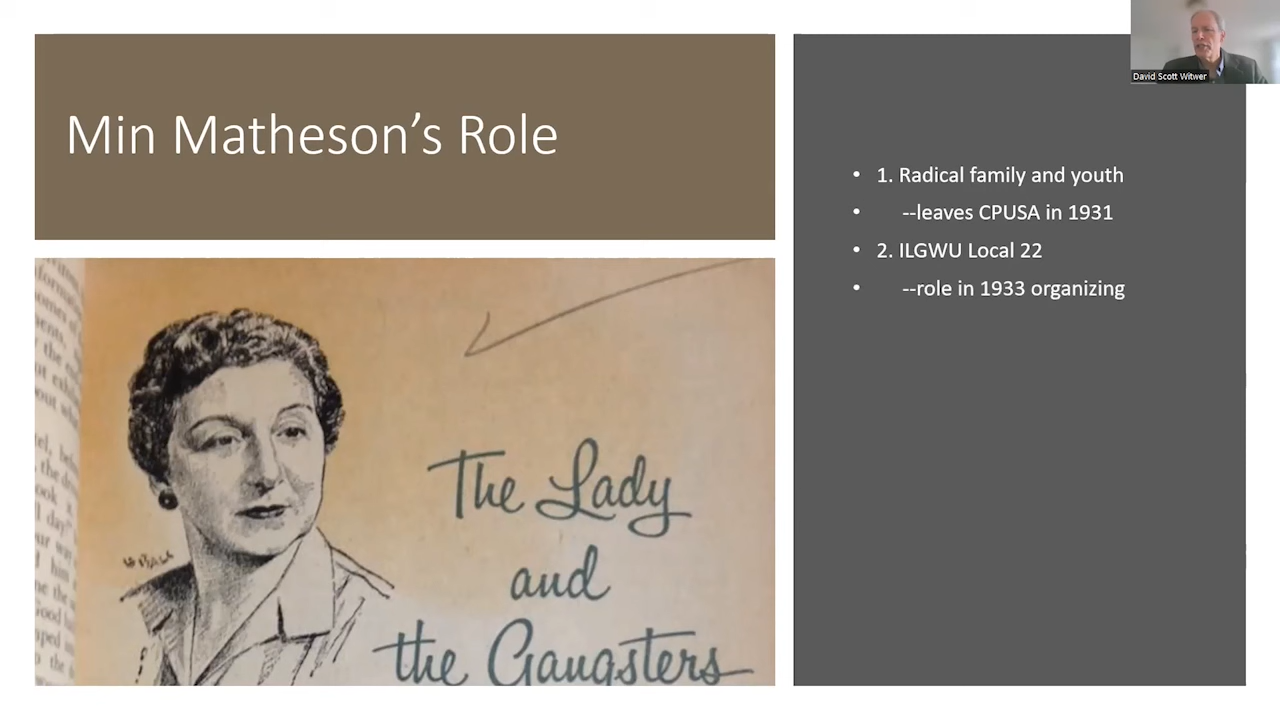 Min Matheson’s Role
David Scott Witwer
• 1. Radical family and youth
• --leaves CPUSA in 1931
• 2. ILGWU Local 22
• --role in 1933 organizing
The Lady
and
the Gangsters